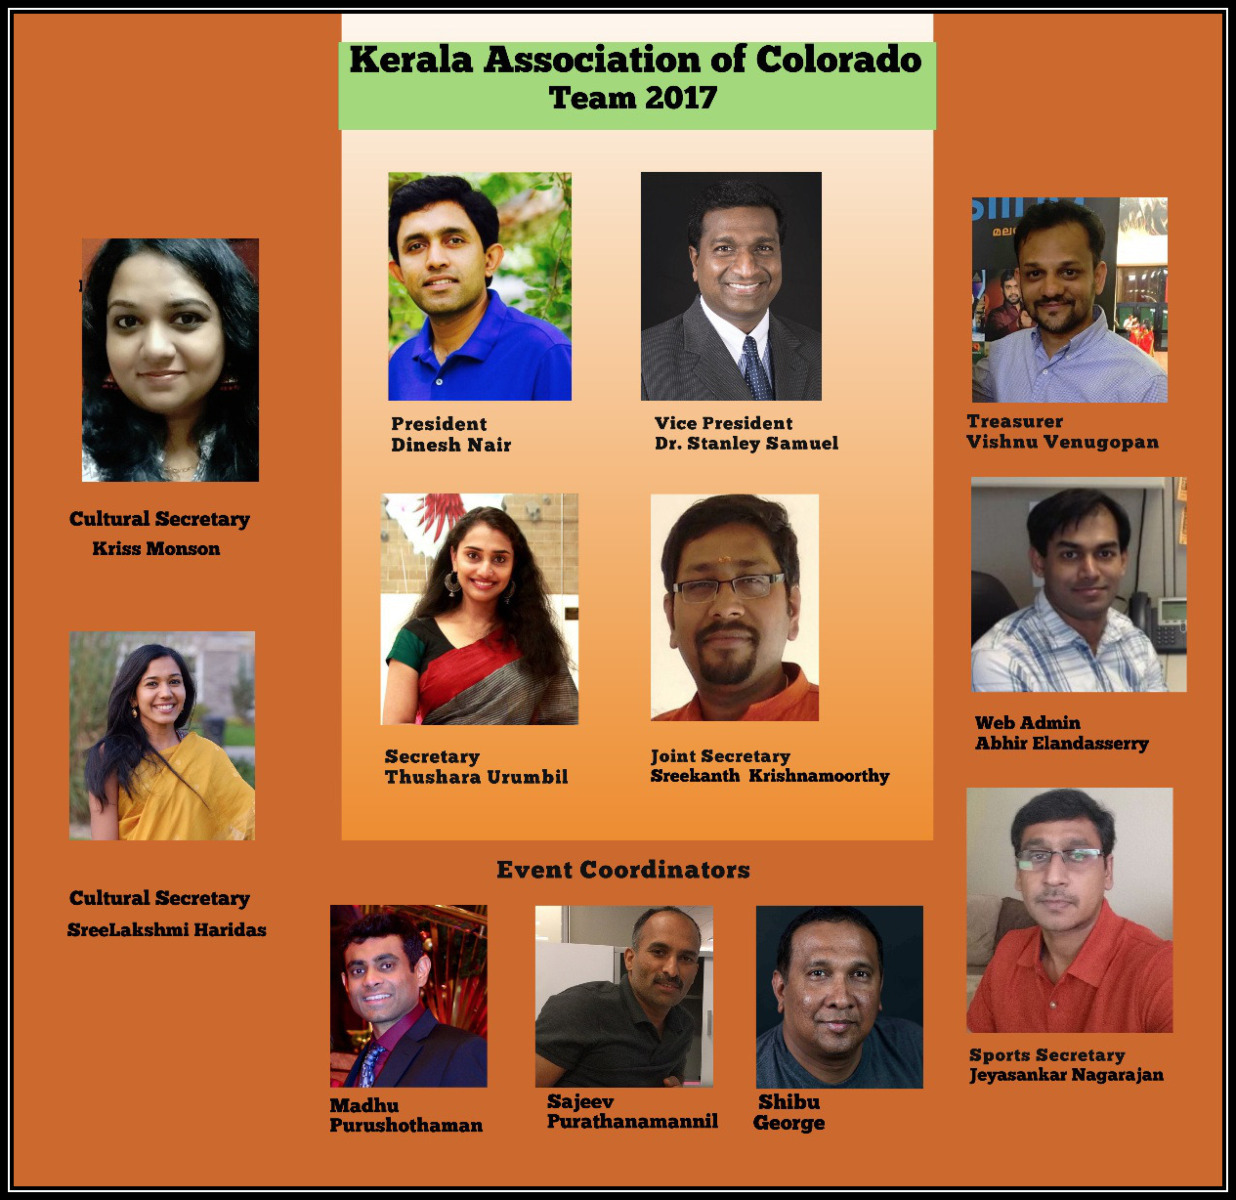 Kerala Association of Colorado
Team 2017
President
Dinesh Nair
Vice President
Dr. Stanley Samuel
Treasurer
Vishnu Venugopan
Cultural Secretary
Kriss Monson
Secretary
Thushara Urumbil
Joint Secretary
Sreekanth Krishnamoorthy
Web Admin
Abhir Elandasserry
Cultural Secretary
SreeLakshmi Haridas
Event Coordinators
Madhu
Purushothaman
Sajeev
Purathanamannil
Shibu
George
Sports Secretary
Jeyasankar Nagarajan